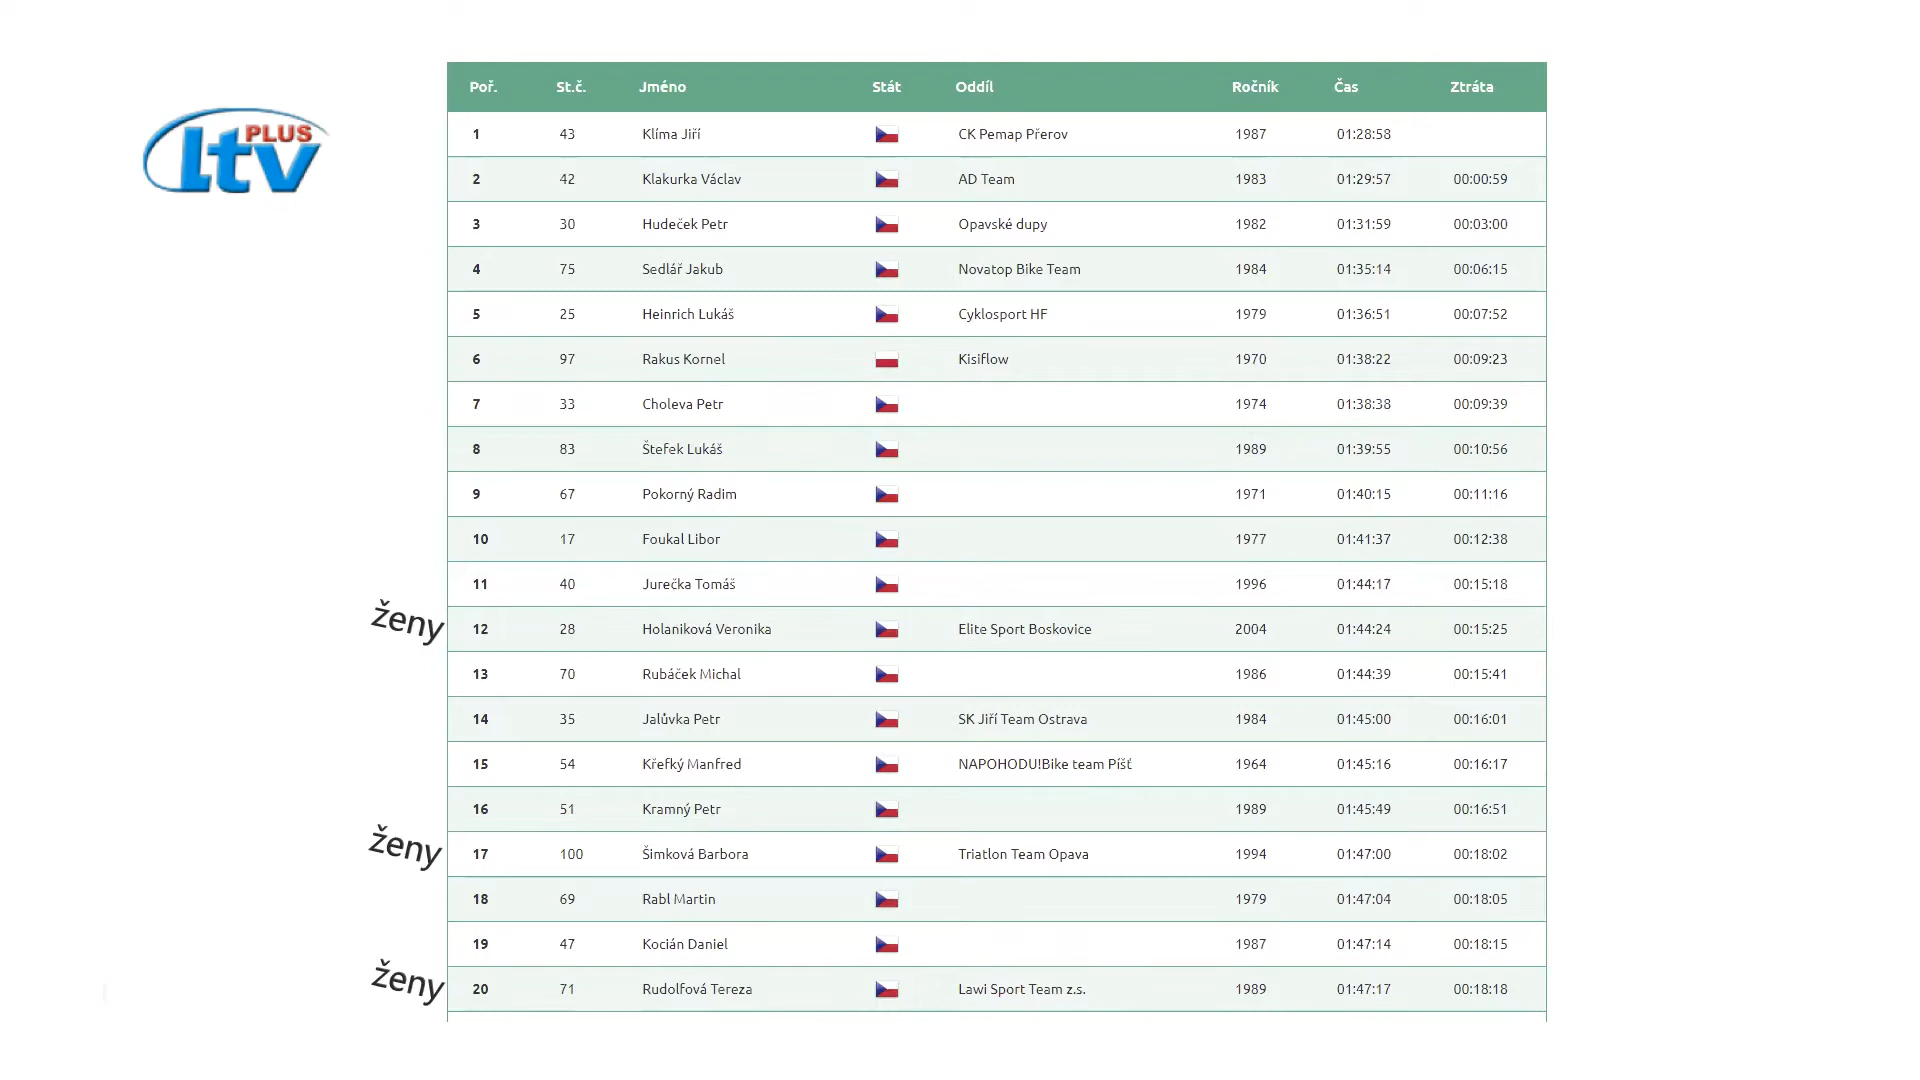 ltv PLUS
Poř. St.č. Jméno Stát Oddíl Ročník Čas Ztráta
1 43 Klíma Jiří CK Pemap Přerov 1987 01:28:58
2 42 Klakurka Václav AD Team 1983 01:29:57 00:00:59
3 30 Hudeček Petr Opavské dupy 1982 01:31:59 00:03:00
4 75 Sedlář Jakub Novatop Bike Team 1984 01:35:14 00:06:15
5 25 Heinrich Lukáš Cyklosport HF 1979 01:36:51 00:07:52
6 97 Rakus Kornel Kisiflow 1970 01:38:22 00:09:23
7 33 Choleva Petr 1974 01:38:38 00:09:39
8 83 Štefek Lukáš 1989 01:39:55 00:10:56
9 67 Pokorný Radim 1971 01:40:15 00:11:16
10 17 Foukal Libor 1977 01:41:37 00:12:38
11 40 Jurečka Tomáš 1996 01:44:17 00:15:18
ženy 12 28 Holaniková Veronika Elite Sport Boskovice 2004 01:44:24 00:15:25
13 70 Rubáček Michal 1986 01:44:39 00:15:41
14 35 Jalůvka Petr SK Jiří Team Ostrava 1984 01:45:00 00:16:01
15 54 Křefký Manfred NAPOHODU!Bike team Píšť 1964 01:45:16 00:16:17
16 51 Kramný Petr 1989 01:45:49 00:16:51
ženy 17 100 Šimková Barbora Triatlon Team Opava 1994 01:47:00 00:18:02
18 69 Rabl Martin 1979 01:47:04 00:18:05
19 47 Kocián Daniel 1987 01:47:14 00:18:15
ženy 20 71 Rudolfová Tereza Lawi Sport Team z.s. 1989 01:47:17 00:18:18